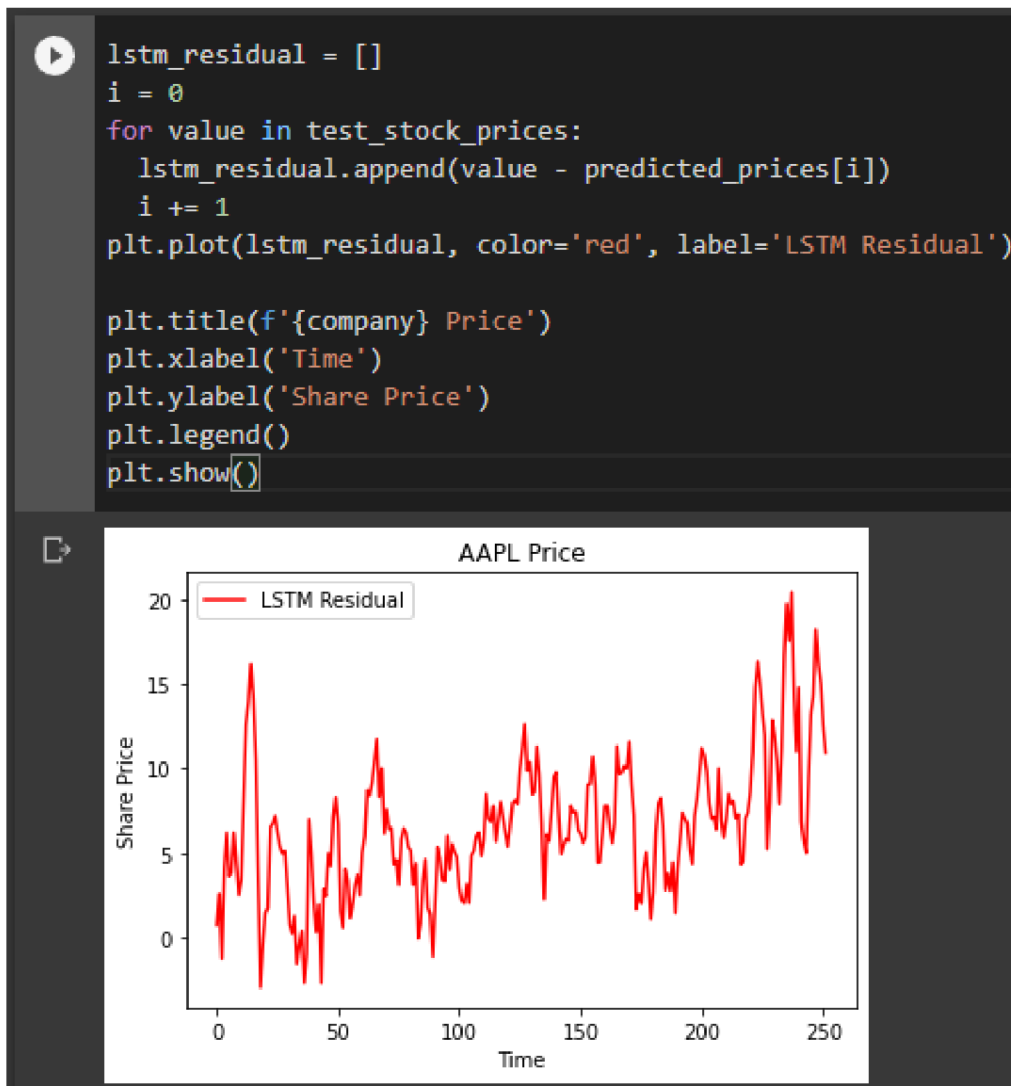 lstm_residual = []
i = 0
for value in test_stock_prices:
  lstm_residual.append(value - predicted_prices[i])
  i += 1
plt.plot(lstm_residual, color='red', label='LSTM Residual')

plt.title(f'{company} Price')
plt.xlabel('Time')
plt.ylabel('Share Price')
plt.legend()
plt.show()
AAPL Price
LSTM Residual
20
15
10
5
0
Share Price
0 50 100 150 200 250
Time